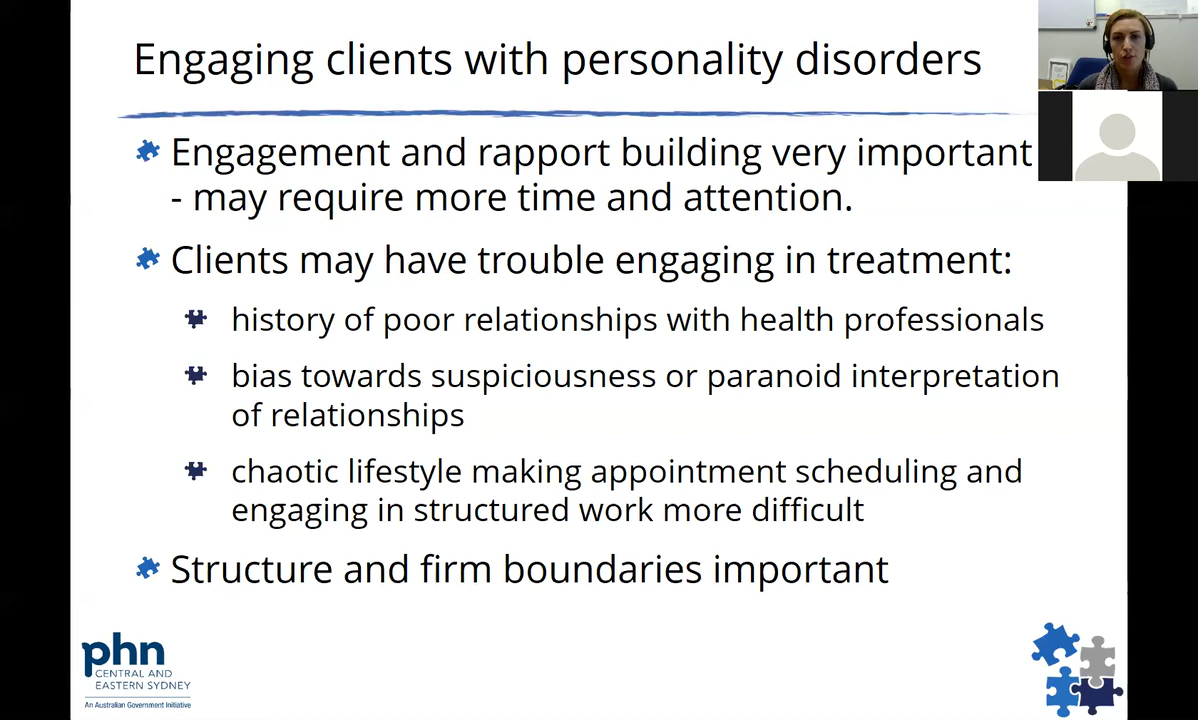 Engaging clients with personality disorders
Engagement and rapport building very important
- may require more time and attention.
Clients may have trouble engaging in treatment:
history of poor relationships with health professionals
bias towards suspiciousness or paranoid interpretation
of relationships
chaotic lifestyle making appointment scheduling and
engaging in structured work more difficult
Structure and firm boundaries important
phn
CENTRAL AND
EASTERN SYDNEY
An Australian Government Initiative